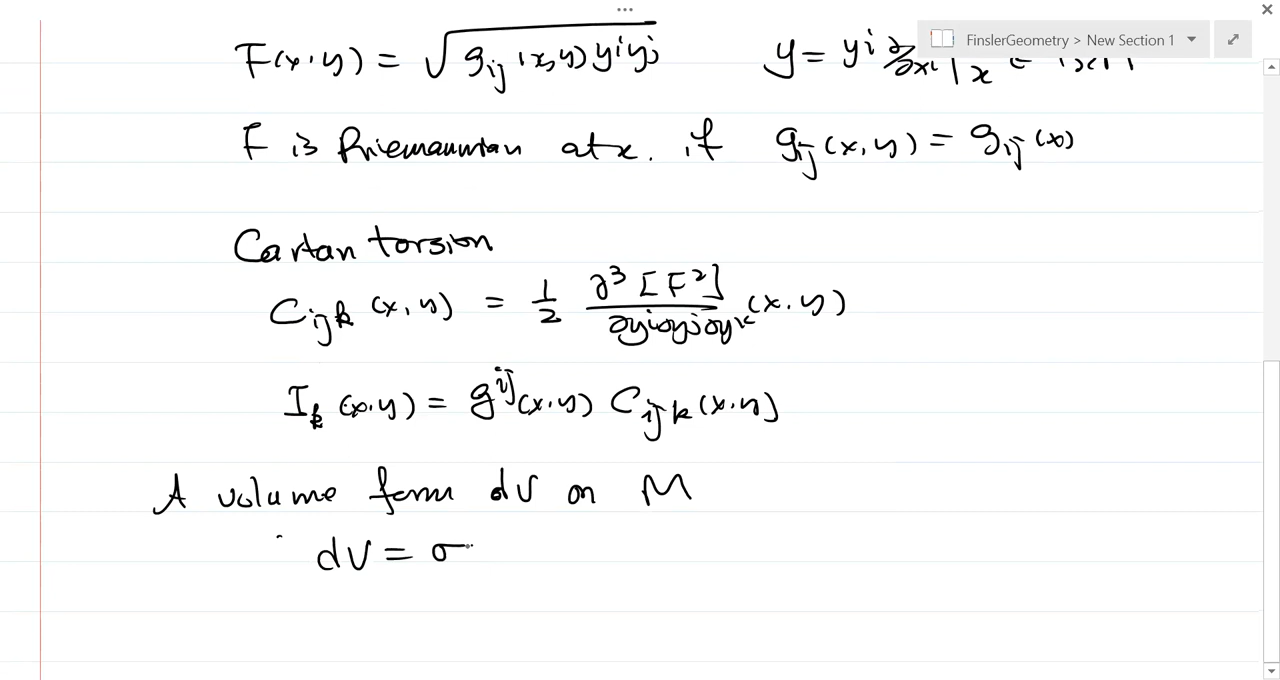 FinslerGeometry > New Section 1
F(x,y) = √(g_ij(x,y) y^i y^j)    y = y^i ∂/∂x^i|_x ∈
F is Riemannian at x. if g_ij(x,y) = g_ij(x)
Cartan torsion
C_ijk(x,y) = 1/2 ∂³[F²]/∂y^i∂y^j∂y^k (x,y)
I_k(x,y) = g^ij(x,y) C_ijk(x,y)
A volume form dV on M
dV = σ